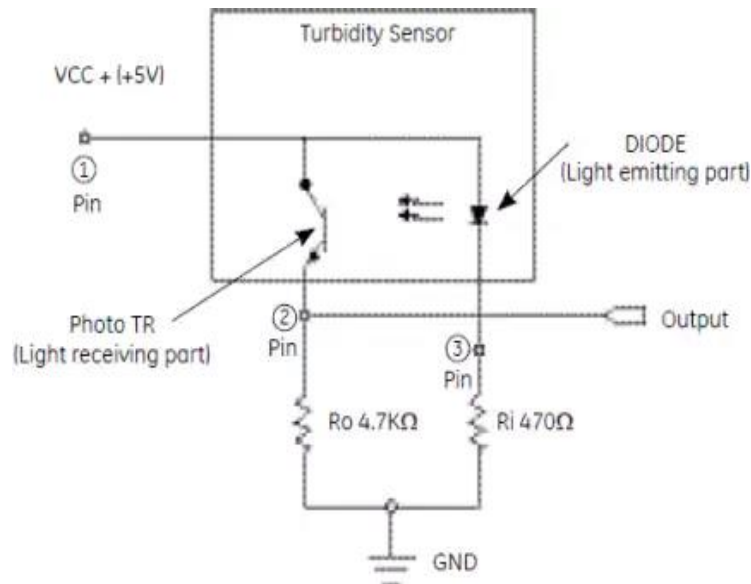 Turbidity Sensor
VCC + (+5V)
DIODE
(Light emitting part)
①
Pin
Photo TR
(Light receiving part)
②
Pin
③
Pin
Output
Ro 4.7KΩ
Ri 470Ω
GND